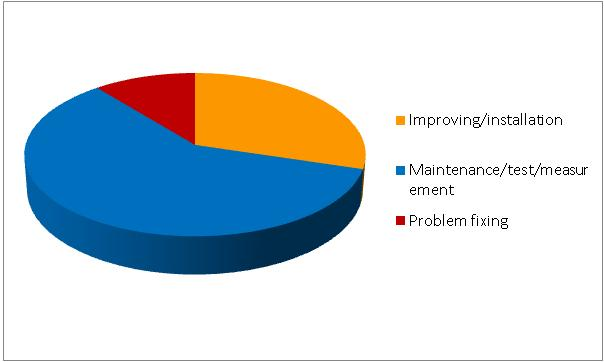 Improving/installation
Maintenance/test/measur
ement
Problem fixing